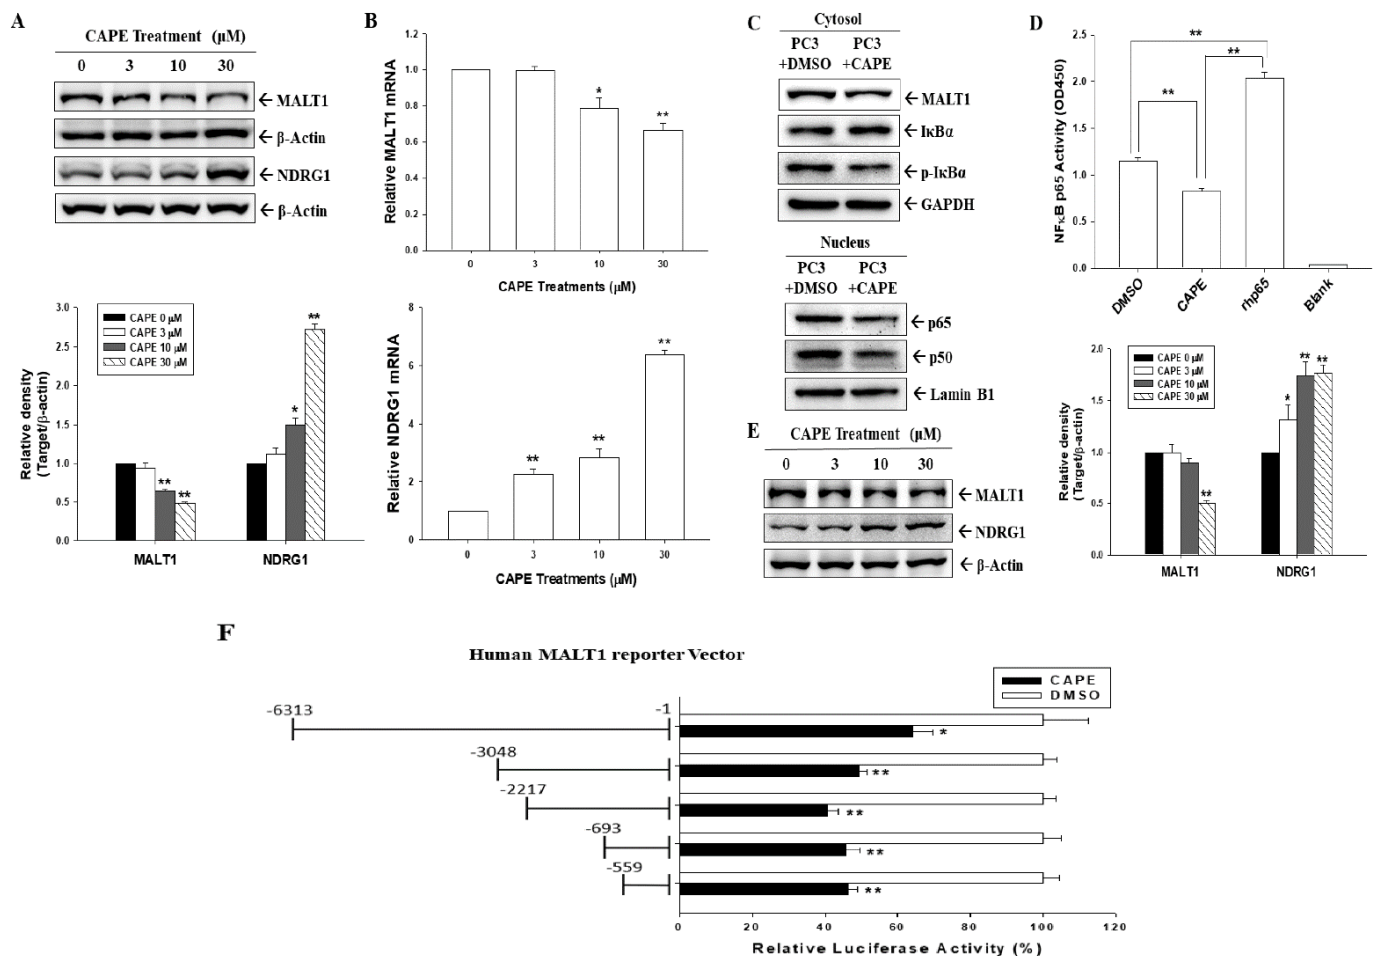 A
CAPE Treatment (μM)
0 3 10 30
← MALT1
← β-Actin
← NDRG1
← β-Actin
Relative density
(Target/β-actin)
3.0
2.5
2.0
1.5
1.0
0.5
0.0
CAPE 0 μM
CAPE 3 μM
CAPE 10 μM
CAPE 30 μM
** ** * **
MALT1 NDRG1
B
Relative MALT1 mRNA
1.2
1.0
0.8
0.6
0.4
0.2
0.0
* **
0 3 10 30
CAPE Treatments (μM)
Relative NDRG1 mRNA
8
6
4
2
0
** ** **
0 3 10 30
CAPE Treatments (μM)
C
Cytosol
PC3 PC3
+DMSO +CAPE
← MALT1
← IκBα
← p-IκBα
← GAPDH
Nucleus
PC3 PC3
+DMSO +CAPE
← p65
← p50
← Lamin B1
D
NFκB p65 Activity (OD450)
2.5
2.0
1.5
1.0
0.5
0.0
**
**
**
DMSO CAPE rhp65 Blank
E
CAPE Treatment (μM)
0 3 10 30
← MALT1
← NDRG1
← β-Actin
Relative density
(Target/β-actin)
2.0
1.5
1.0
0.5
0.0
CAPE 0 μM
CAPE 3 μM
CAPE 10 μM
CAPE 30 μM
** * ** **
MALT1 NDRG1
F
Human MALT1 reporter Vector
CAPE
DMSO
-6313 -1
*
-3048
**
-2217
**
-693
**
-559
**
0 20 40 60 80 100 120
Relative Luciferase Activity (%)